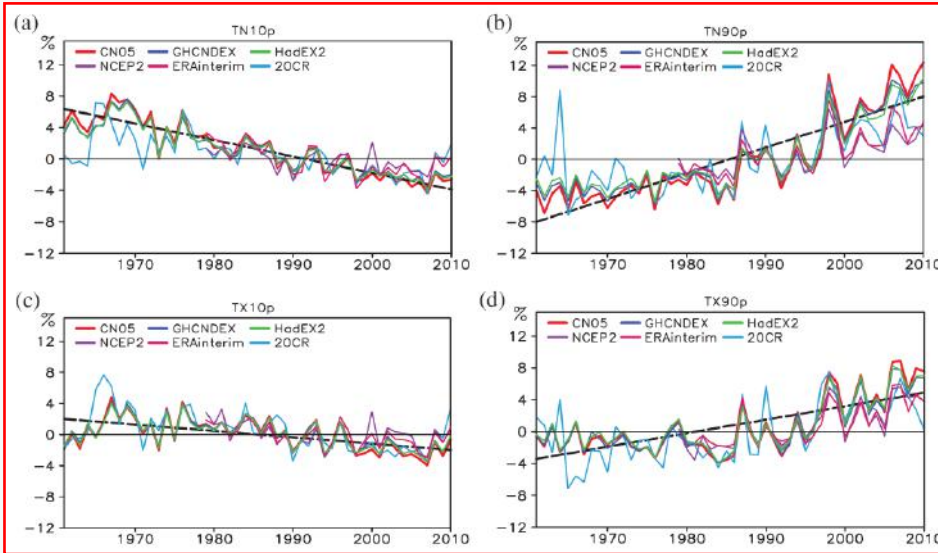 (a) TN10p
%
CN05 GHCNDEX HadEX2
NCEP2 ERAinterim 20CR
12
8
4
0
−4
−8
−12
1970 1980 1990 2000 2010
(b) TN90p
%
CN05 GHCNDEX HadEX2
NCEP2 ERAinterim 20CR
12
8
4
0
−4
−8
−12
1970 1980 1990 2000 2010
(c) TX10p
%
CN05 GHCNDEX HadEX2
NCEP2 ERAinterim 20CR
12
8
4
0
−4
−8
−12
1970 1980 1990 2000 2010
(d) TX90p
%
CN05 GHCNDEX HadEX2
NCEP2 ERAinterim 20CR
12
8
4
0
−4
−8
−12
1970 1980 1990 2000 2010